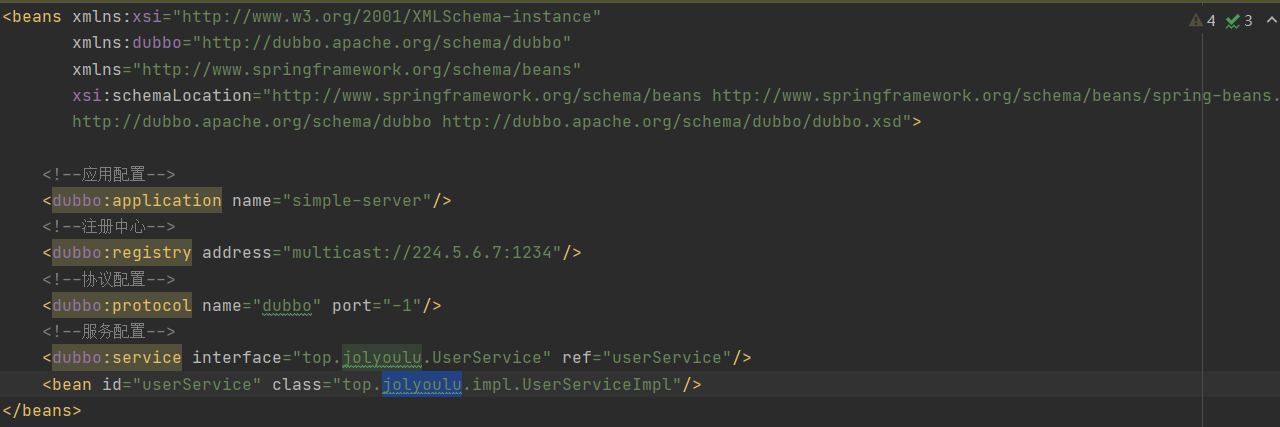 <beans xmlns:xsi="http://www.w3.org/2001/XMLSchema-instance"
4 3
xmlns:dubbo="http://dubbo.apache.org/schema/dubbo"
xmlns="http://www.springframework.org/schema/beans"
xsi:schemaLocation="http://www.springframework.org/schema/beans http://www.springframework.org/schema/beans/spring-beans.
http://dubbo.apache.org/schema/dubbo http://dubbo.apache.org/schema/dubbo/dubbo.xsd">
<!--应用配置-->
<dubbo:application name="simple-server"/>
<!--注册中心-->
<dubbo:registry address="multicast://224.5.6.7:1234"/>
<!--协议配置-->
<dubbo:protocol name="dubbo" port="-1"/>
<!--服务配置-->
<dubbo:service interface="top.jolyoulu.UserService" ref="userService"/>
<bean id="userService" class="top.jolyoulu.impl.UserServiceImpl"/>
</beans>